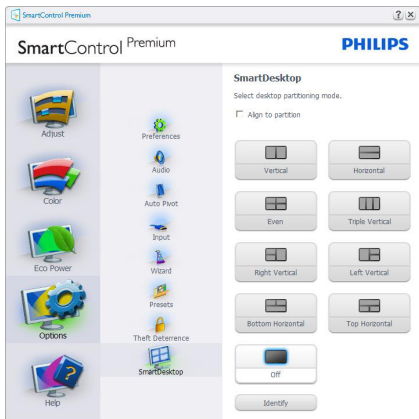 SmartControl Premium
SmartControl Premium
PHILIPS
Adjust
Color
Eco Power
Options
Help
Preferences
Audio
Auto Pivot
Input
Wizard
Presets
Theft Deterrence
SmartDesktop
SmartDesktop
Select desktop partitioning mode.
Align to partition
Vertical
Horizontal
Even
Triple Vertical
Right Vertical
Left Vertical
Bottom Horizontal
Top Horizontal
Off
Identify